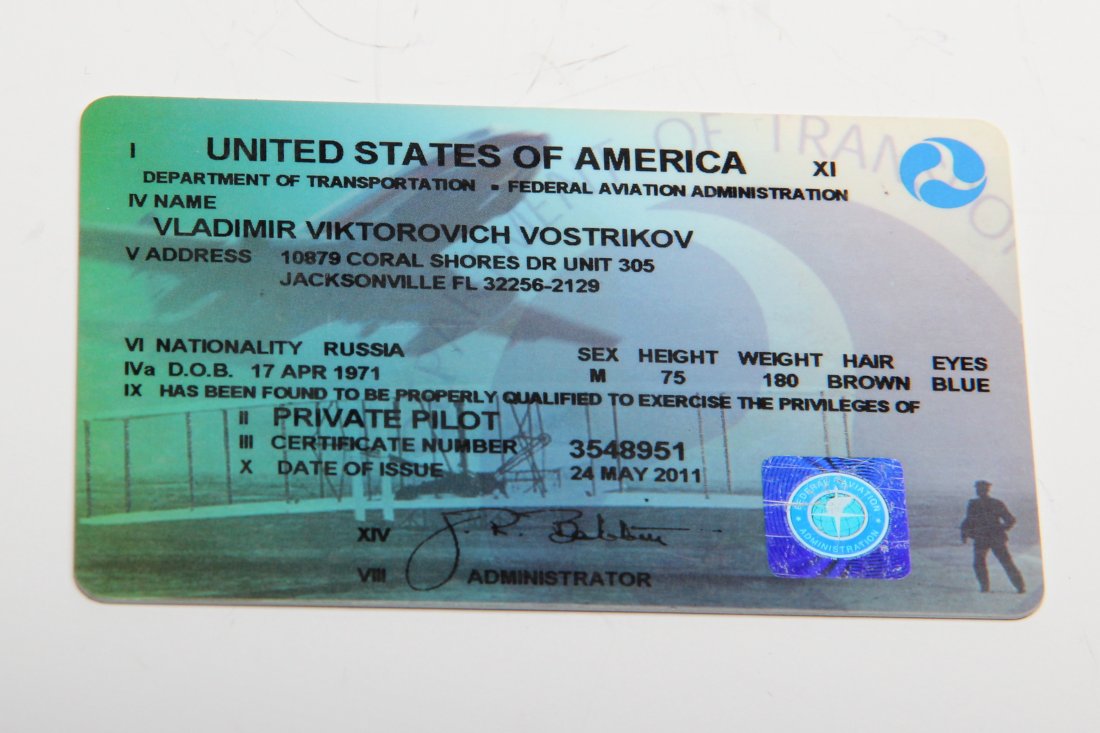 I UNITED STATES OF AMERICA XI
DEPARTMENT OF TRANSPORTATION - FEDERAL AVIATION ADMINISTRATION
IV NAME
VLADIMIR VIKTOROVICH VOSTRIKOV
V ADDRESS 10879 CORAL SHORES DR UNIT 305
JACKSONVILLE FL 32256-2129
VI NATIONALITY RUSSIA SEX HEIGHT WEIGHT HAIR EYES
IVa D.O.B. 17 APR 1971 M 75 180 BROWN BLUE
IX HAS BEEN FOUND TO BE PROPERLY QUALIFIED TO EXERCISE THE PRIVILEGES OF
II PRIVATE PILOT
III CERTIFICATE NUMBER 3548951
X DATE OF ISSUE 24 MAY 2011
XIV
VIII ADMINISTRATOR
FEDERAL AVIATION
ADMINISTRATION